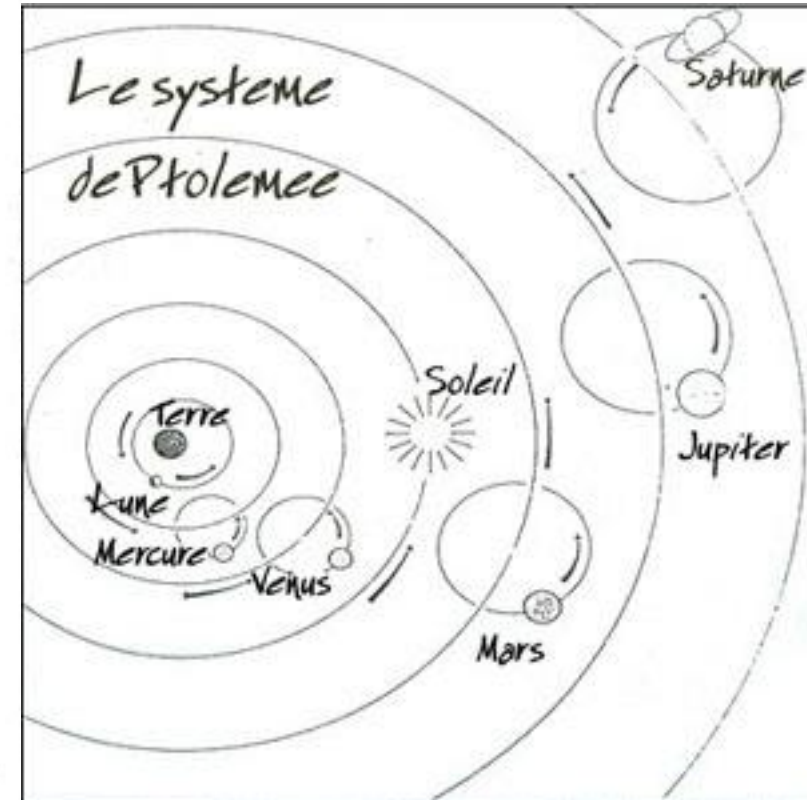 Le systeme
de Ptolemee
Saturne
Soleil
Jupiter
Terre
Lune
Mercure
Venus
Mars